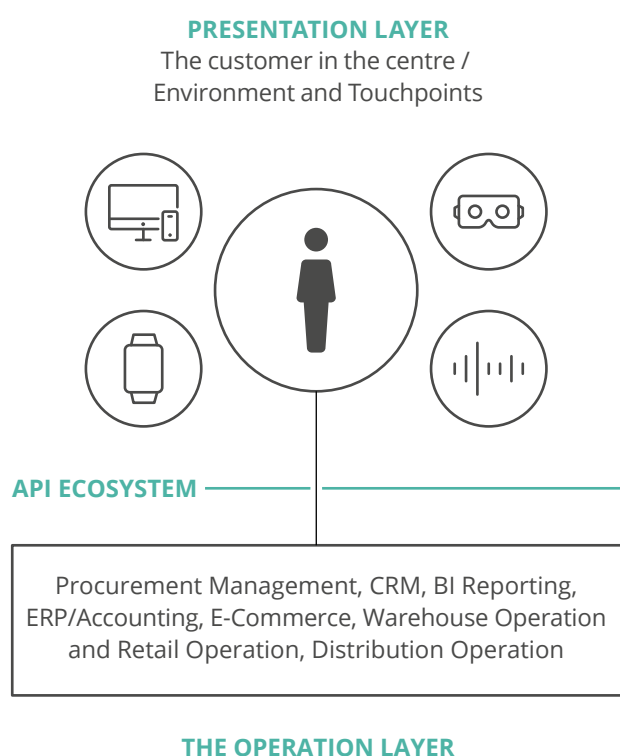 PRESENTATION LAYER
The customer in the centre /
Environment and Touchpoints
API ECOSYSTEM
Procurement Management, CRM, BI Reporting,
ERP/Accounting, E-Commerce, Warehouse Operation
and Retail Operation, Distribution Operation
THE OPERATION LAYER